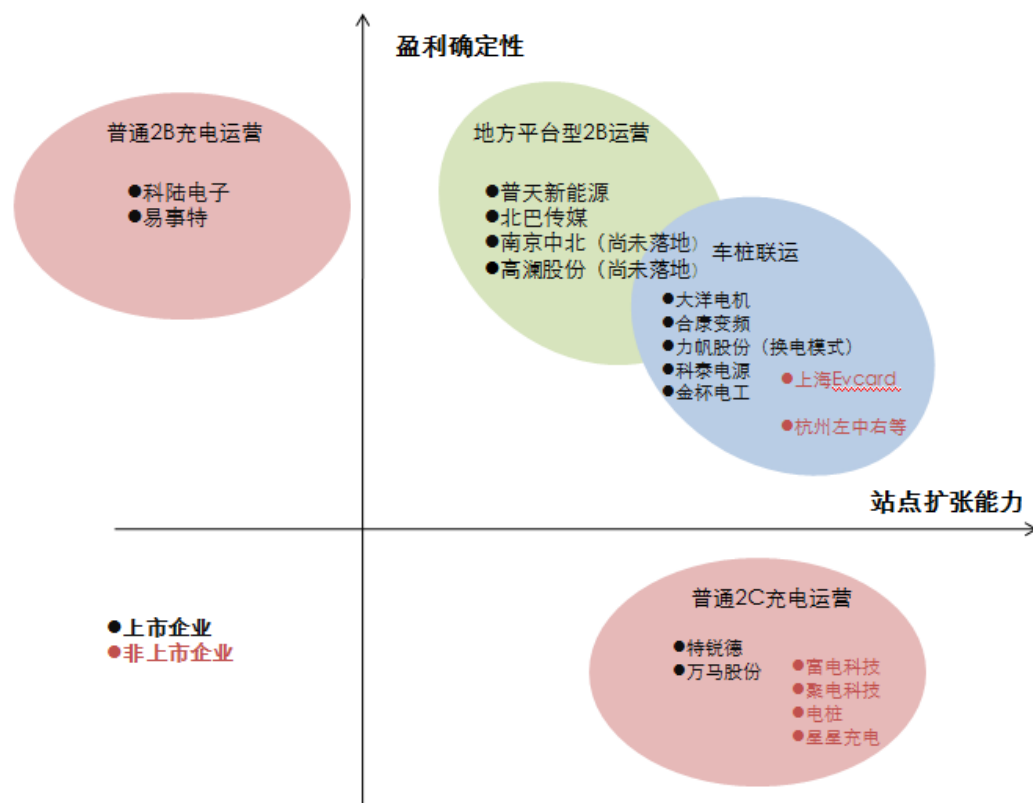 盈利确定性
普通2B充电运营
●科陆电子
●易事特
地方平台型2B运营
●普天新能源
●北巴传媒
●南京中北（尚未落地）
●高澜股份（尚未落地）
车桩联运
●大洋电机
●合康变频
●力帆股份（换电模式）
●科泰电源
●金杯电工
●上海Evcard
●杭州左中右等
站点扩张能力
普通2C充电运营
●特锐德
●万马股份
●富电科技
●聚电科技
●电桩
●星星充电
●上市企业
●非上市企业